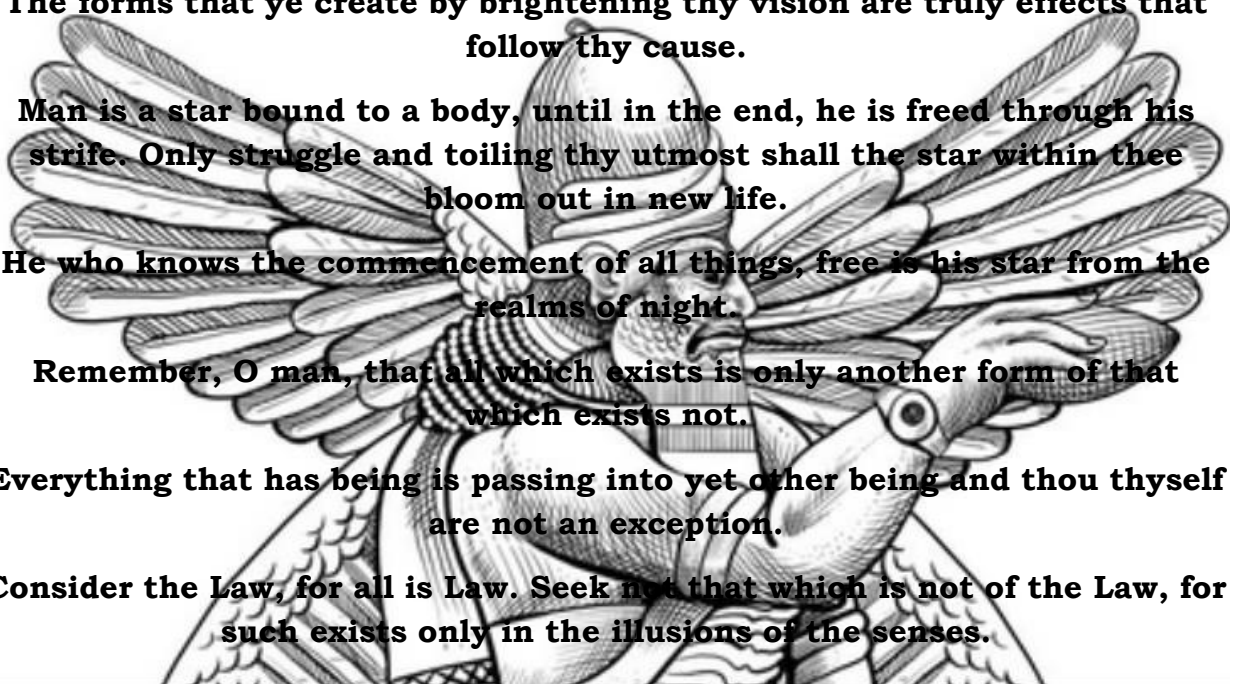 The forms that ye create by brightening thy vision are truly effects that
follow thy cause.
Man is a star bound to a body, until in the end, he is freed through his
strife. Only struggle and toiling thy utmost shall the star within thee
bloom out in new life.
He who knows the commencement of all things, free is his star from the
realms of night.
Remember, O man, that all which exists is only another form of that
which exists not.
Everything that has being is passing into yet other being and thou thyself
are not an exception.
Consider the Law, for all is Law. Seek not that which is not of the Law, for
such exists only in the illusions of the senses.